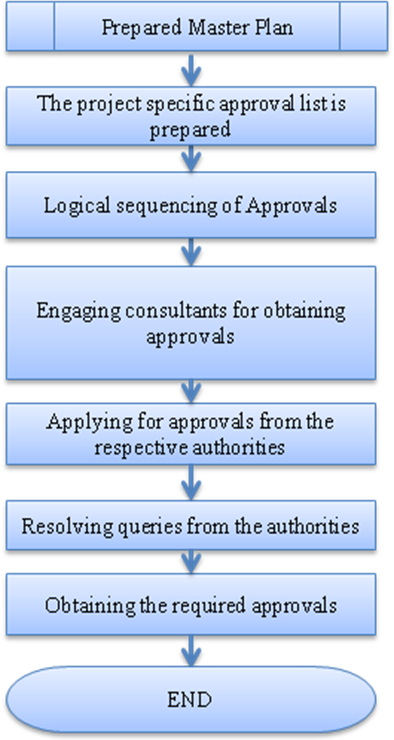 Prepared Master Plan
The project specific approval list is
prepared
Logical sequencing of Approvals
Engaging consultants for obtaining
approvals
Applying for approvals from the
respective authorities
Resolving queries from the authorities
Obtaining the required approvals
END